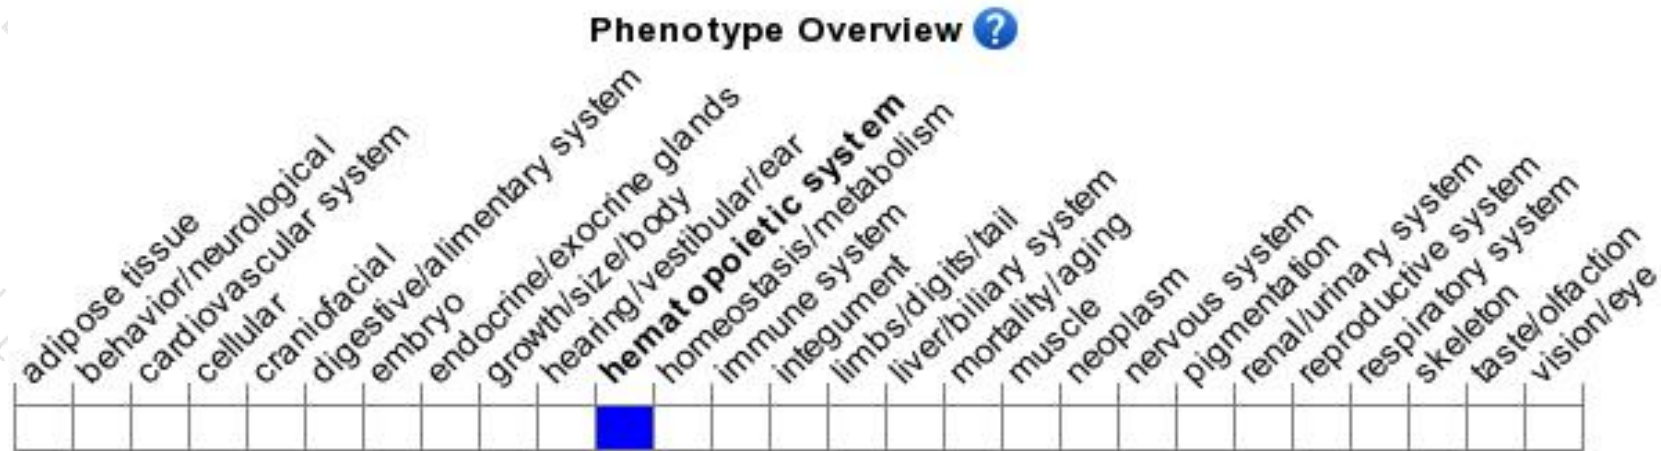 Phenotype Overview ?
adipose tissue
behavior/neurological
cardiovascular system
cellular
craniofacial
digestive/alimentary system
embryo
endocrine/exocrine glands
growth/size/body
hearing/vestibular/ear
hematopoietic system
homeostasis/metabolism
immune system
integument
limbs/digits/tail
liver/biliary system
mortality/aging
muscle
neoplasm
nervous system
pigmentation
renal/urinary system
reproductive system
respiratory system
skeleton
taste/olfaction
vision/eye